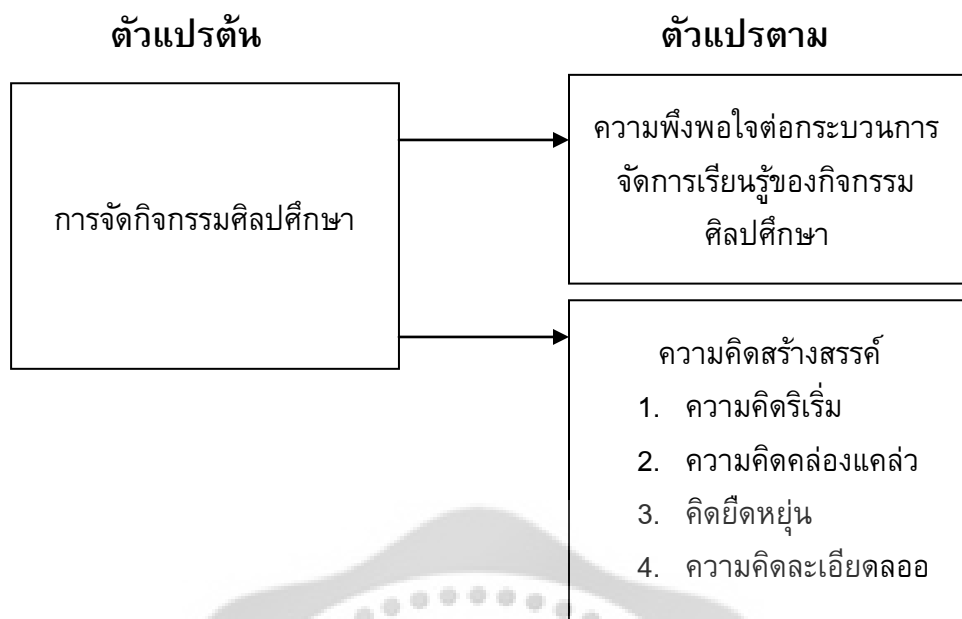 ตัวแปรต้น
ตัวแปรตาม
การจัดกิจกรรมศิลปศึกษา
ความพึงพอใจต่อกระบวนการ
จัดการเรียนรู้ของกิจกรรม
ศิลปศึกษา
ความคิดสร้างสรรค์
1. ความคิดริเริ่ม
2. ความคิดคล่องแคล่ว
3. คิดยืดหยุ่น
4. ความคิดละเอียดลออ